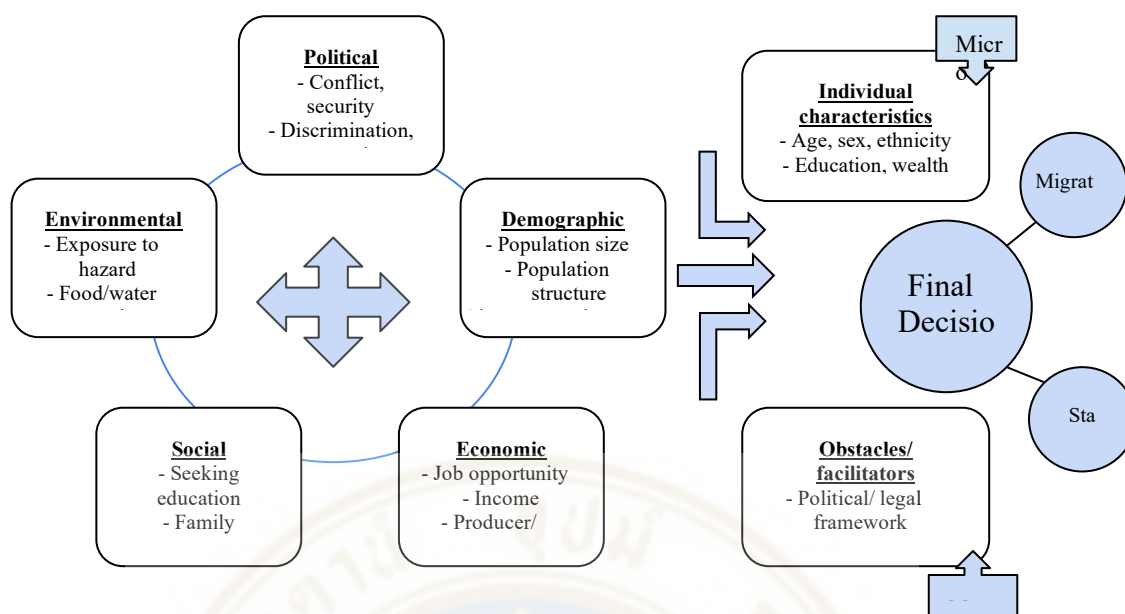 Political
- Conflict,
security
- Discrimination,
Environmental
- Exposure to
hazard
- Food/water
Demographic
- Population size
- Population
structure
Social
- Seeking
education
- Family
Economic
- Job opportunity
- Income
- Producer/
Micr
o
Individual
characteristics
- Age, sex, ethnicity
- Education, wealth
Migrat
Final
Decisio
Sta
Obstacles/
facilitators
- Political/ legal
framework